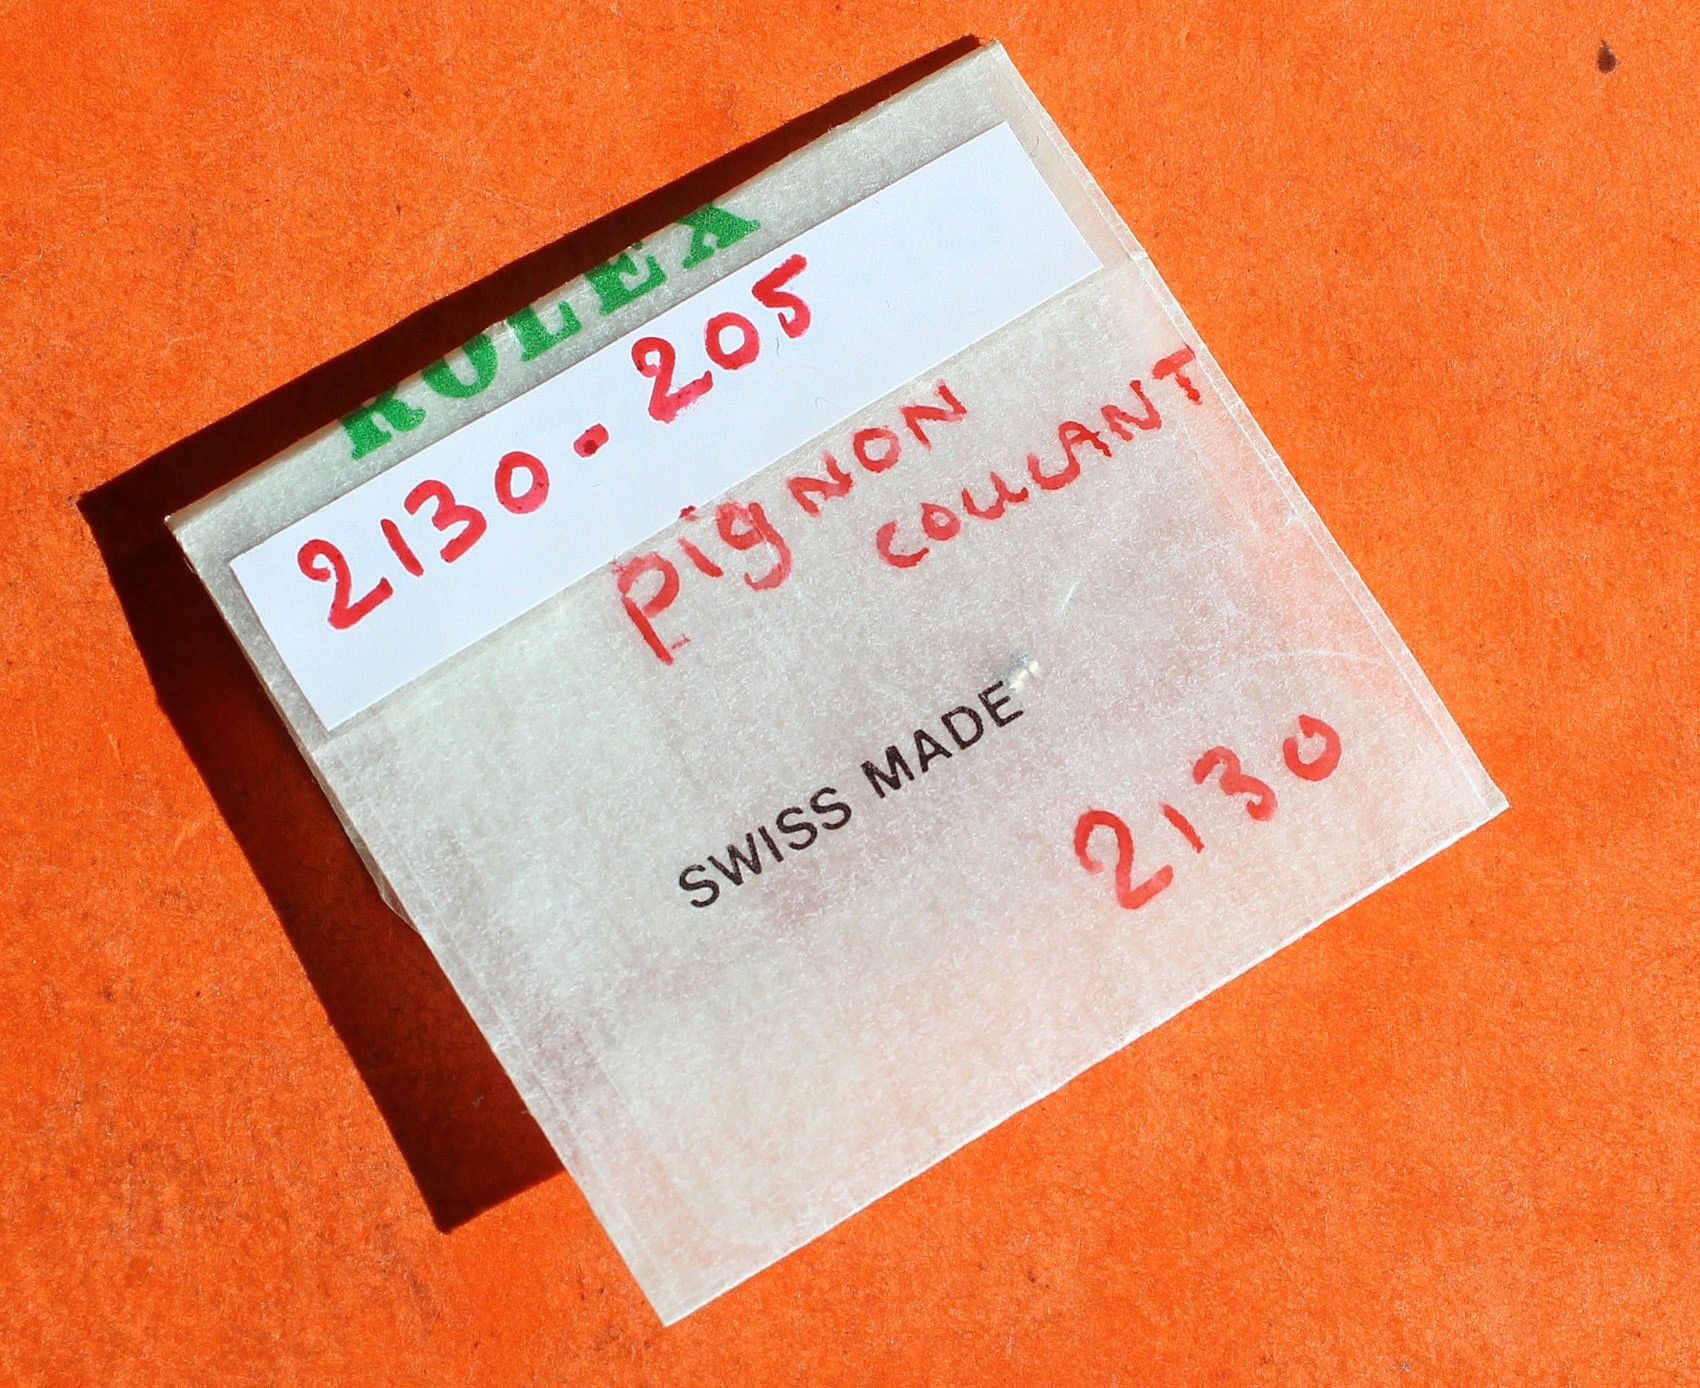 ROLEX
2130-205
pigNON
COULANT
SWISS MADE
2130